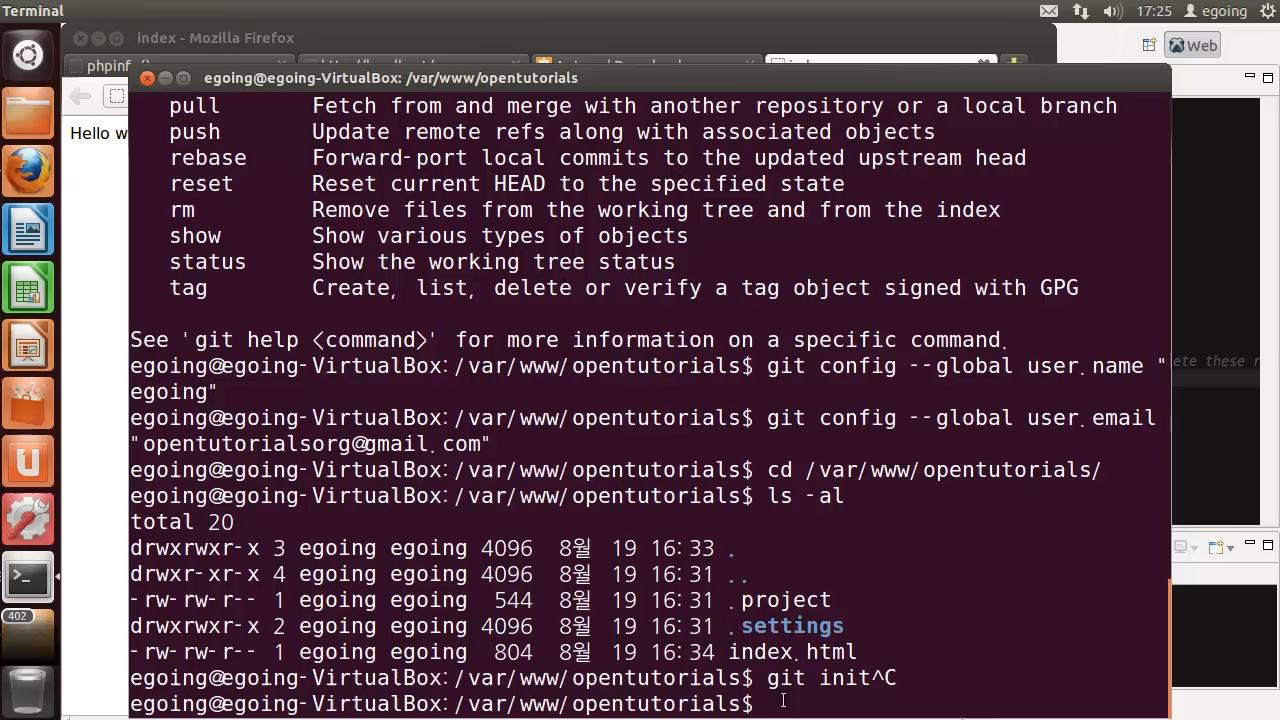 Terminal
17:25
egoing
index - Mozilla Firefox
Web
phpinfo()
egoing@egoing-VirtualBox: /var/www/opentutorials
Hello w
pull Fetch from and merge with another repository or a local branch
push Update remote refs along with associated objects
rebase Forward-port local commits to the updated upstream head
reset Reset current HEAD to the specified state
rm Remove files from the working tree and from the index
show Show various types of objects
status Show the working tree status
tag Create, list, delete or verify a tag object signed with GPG
See 'git help <command>' for more information on a specific command.
egoing@egoing-VirtualBox:/var/www/opentutorials$ git config --global user.name "
egoing"
ete these r
egoing@egoing-VirtualBox:/var/www/opentutorials$ git config --global user.email
"opentutorialsorg@gmail.com"
egoing@egoing-VirtualBox:/var/www/opentutorials$ cd /var/www/opentutorials/
egoing@egoing-VirtualBox:/var/www/opentutorials$ ls -al
total 20
drwxrwxr-x 3 egoing egoing 4096 8월 19 16:33 .
drwxr-xr-x 4 egoing egoing 4096 8월 19 16:31 ..
-rw-rw-r-- 1 egoing egoing 544 8월 19 16:31 .project
drwxrwxr-x 2 egoing egoing 4096 8월 19 16:31 .settings
-rw-rw-r-- 1 egoing egoing 804 8월 19 16:34 index.html
egoing@egoing-VirtualBox:/var/www/opentutorials$ git init^C
egoing@egoing-VirtualBox:/var/www/opentutorials$
402